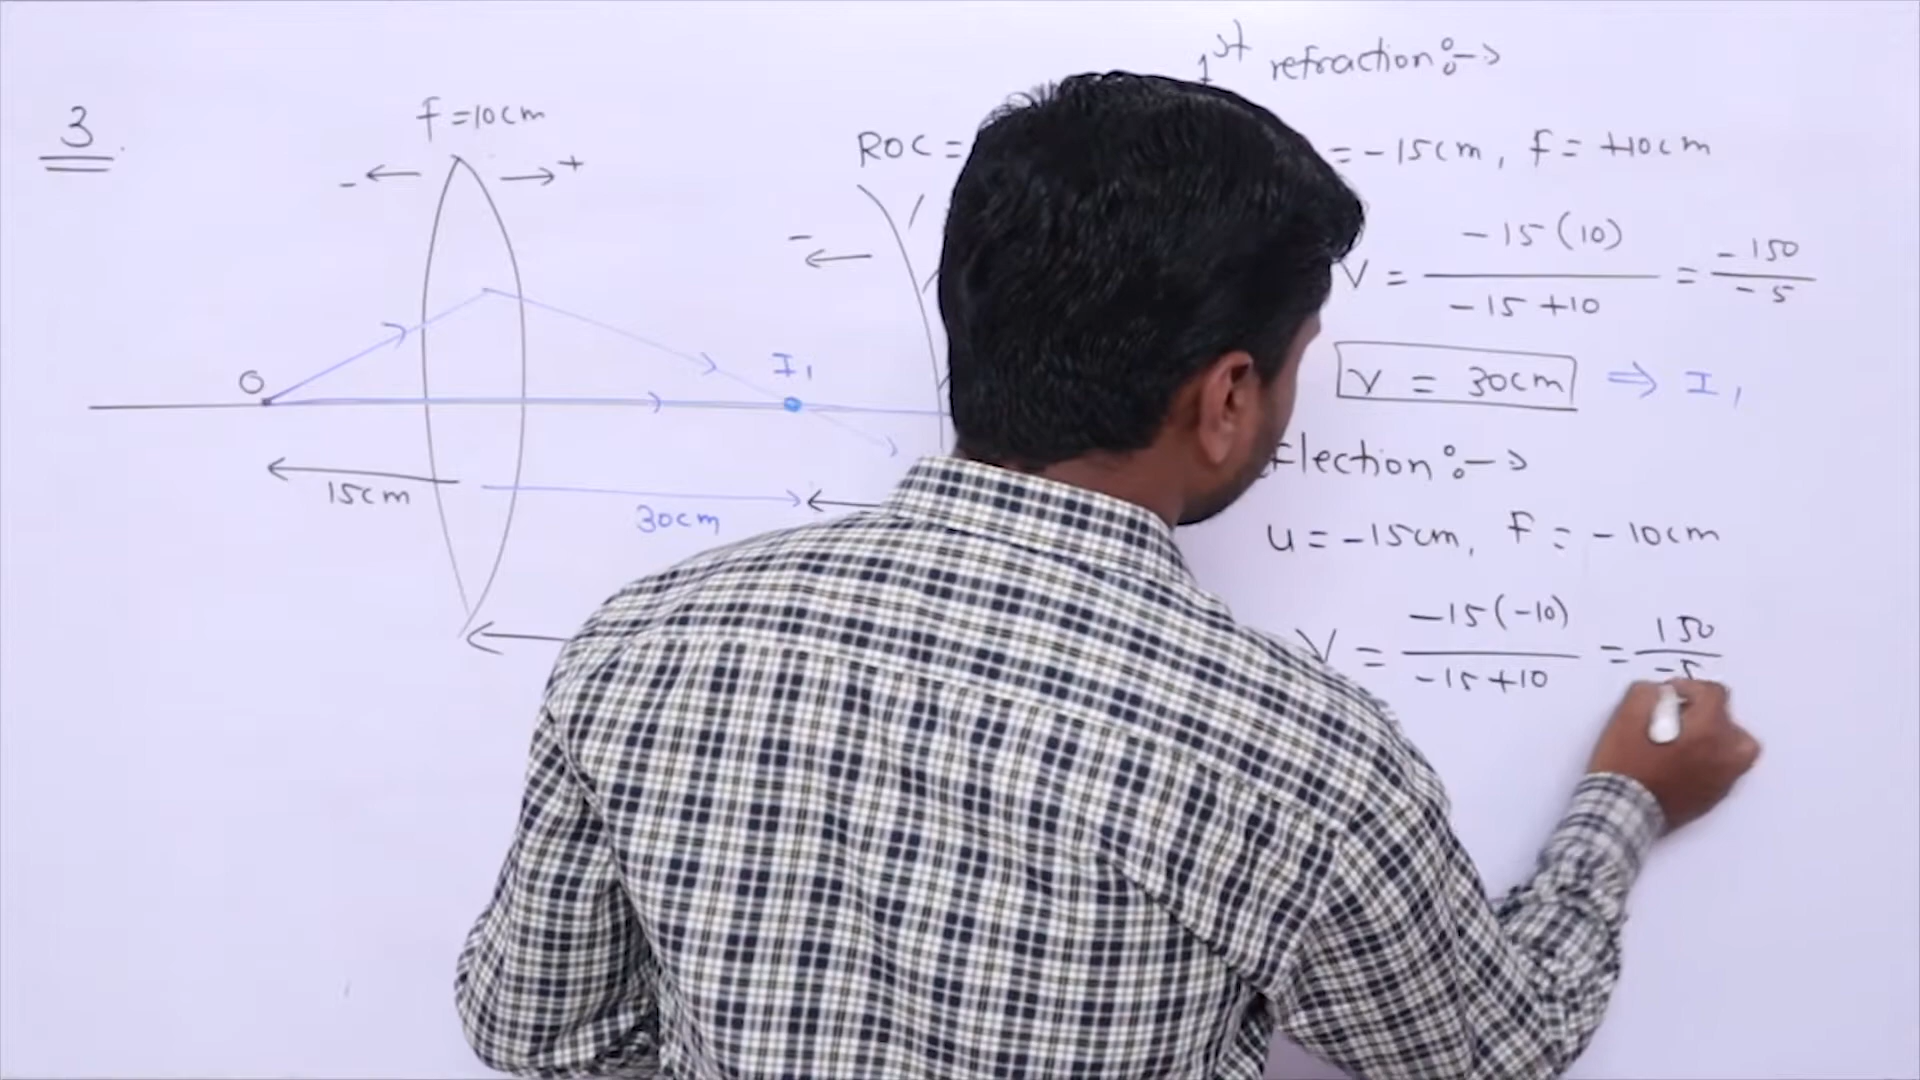 3
f = 10cm
- +
ROC =
-
O
I₁
15cm
30cm
1st refraction :->
= -15cm, f = +10cm
V = -15(10) / -15+10 = -150 / -5
V = 30cm ⇒ I₁
flection :->
u = -15cm, f = -10cm
V = -15(-10) / -15+10 = 150 / -5